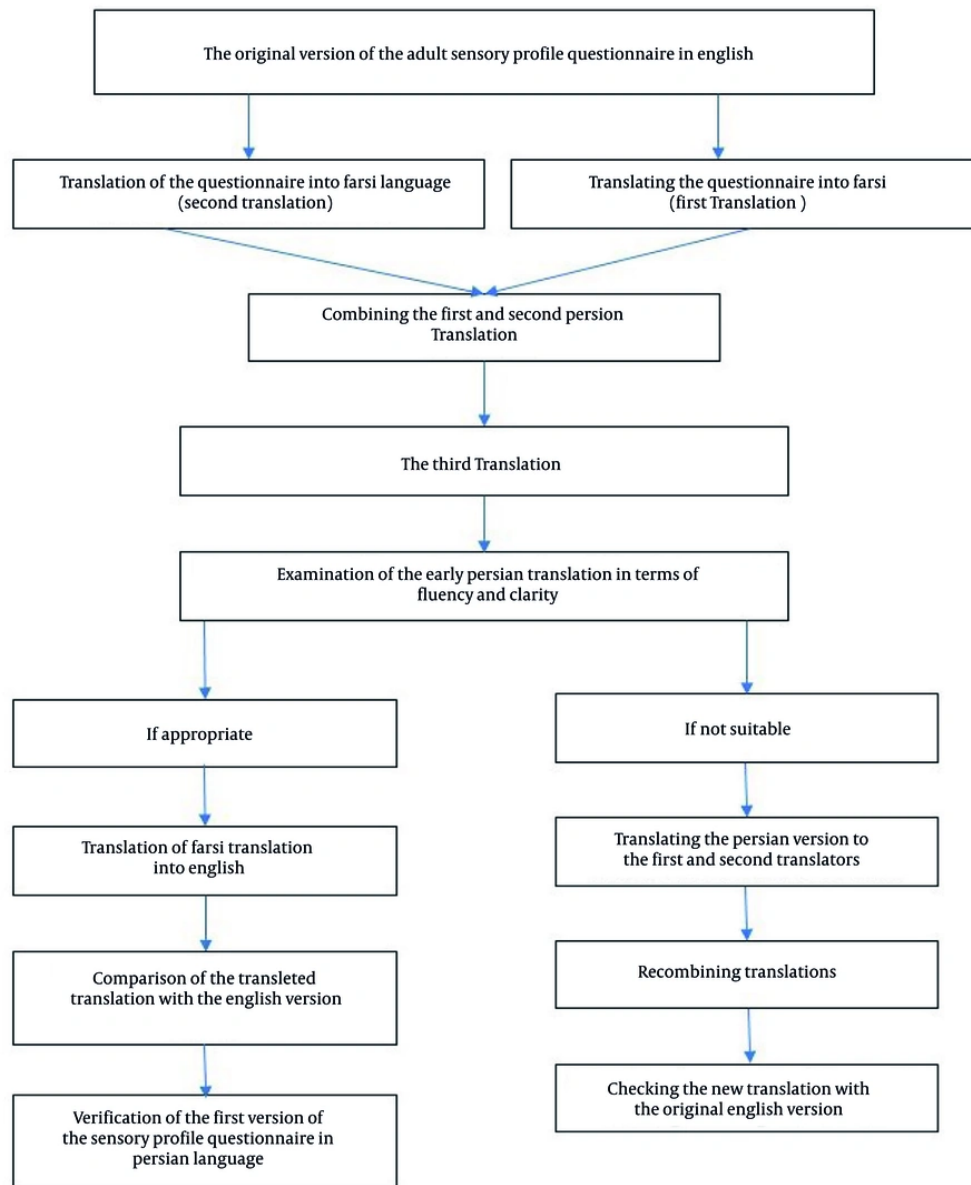 The original version of the adult sensory profile questionnaire in english
Translation of the questionnaire into farsi language
(second translation)
Translating the questionnaire into farsi
(first Translation )
Combining the first and second persion
Translation
The third Translation
Examination of the early persian translation in terms of
fluency and clarity
If appropriate
If not suitable
Translation of farsi translation
into english
Translating the persian version to
the first and second translators
Comparison of the transleted
translation with the english version
Recombining translations
Verification of the first version of
the sensory profile questionnaire in
persian language
Checking the new translation with
the original english version